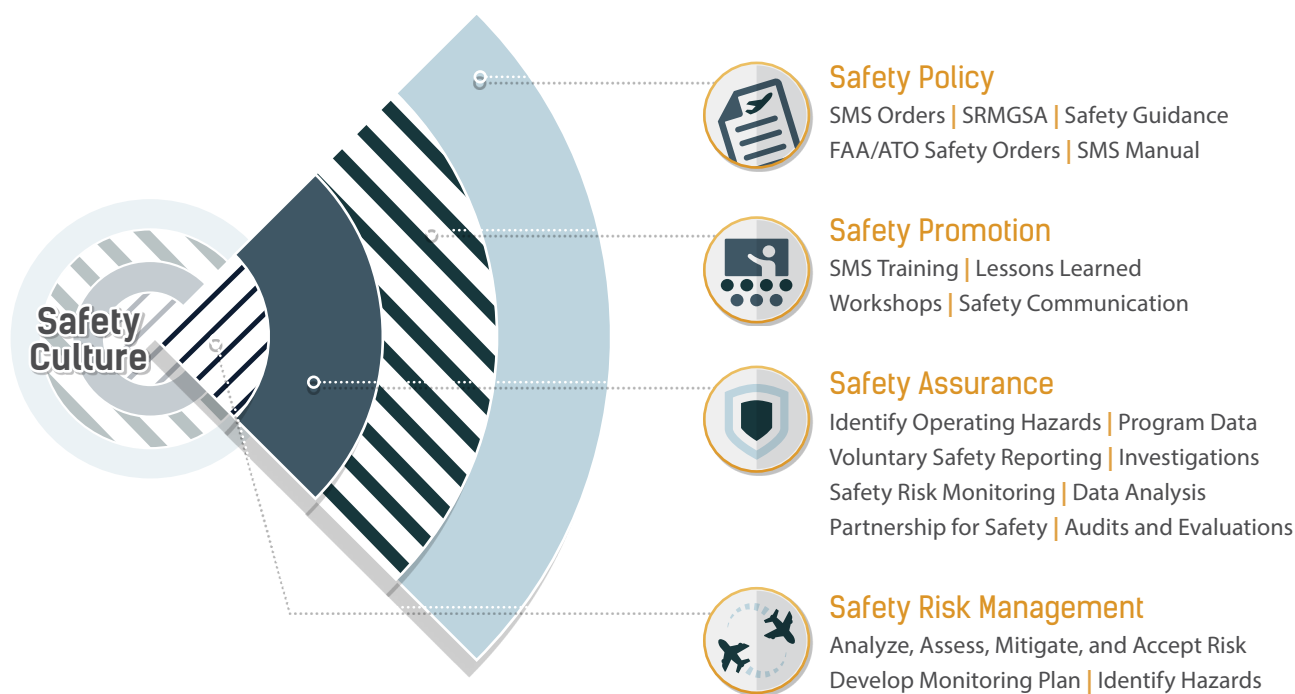 Safety
Culture
Safety Policy
SMS Orders | SRMGSA | Safety Guidance
FAA/ATO Safety Orders | SMS Manual
Safety Promotion
SMS Training | Lessons Learned
Workshops | Safety Communication
Safety Assurance
Identify Operating Hazards | Program Data
Voluntary Safety Reporting | Investigations
Safety Risk Monitoring | Data Analysis
Partnership for Safety | Audits and Evaluations
Safety Risk Management
Analyze, Assess, Mitigate, and Accept Risk
Develop Monitoring Plan | Identify Hazards